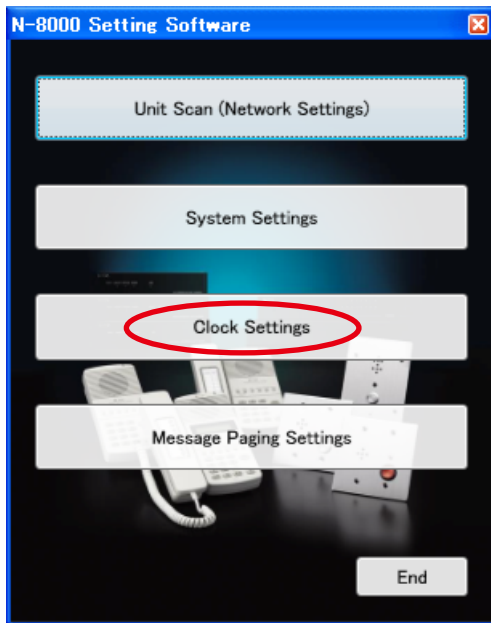 N-8000 Setting Software
Unit Scan (Network Settings)
System Settings
Clock Settings
Message Paging Settings
End